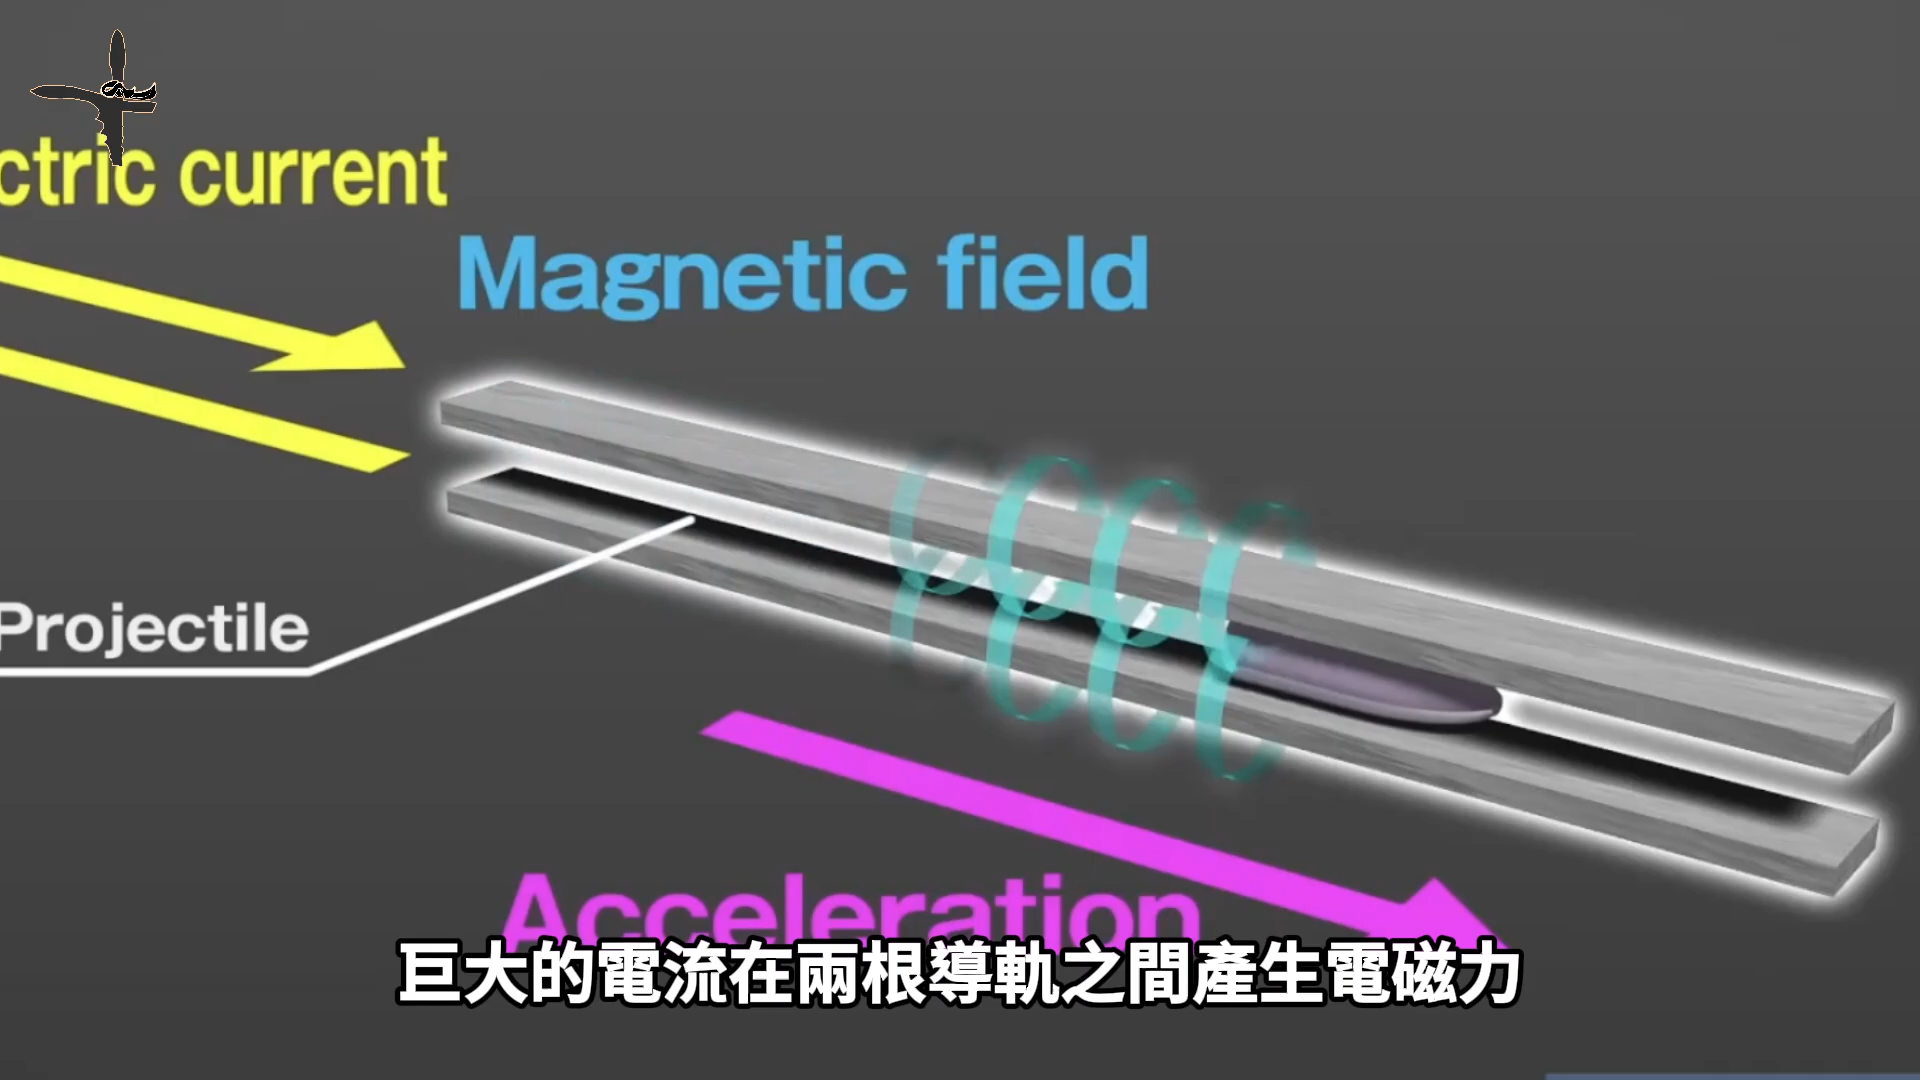 ctric current
Magnetic field
Projectile
Acceleration
巨大的電流在兩根導軌之間產生電磁力